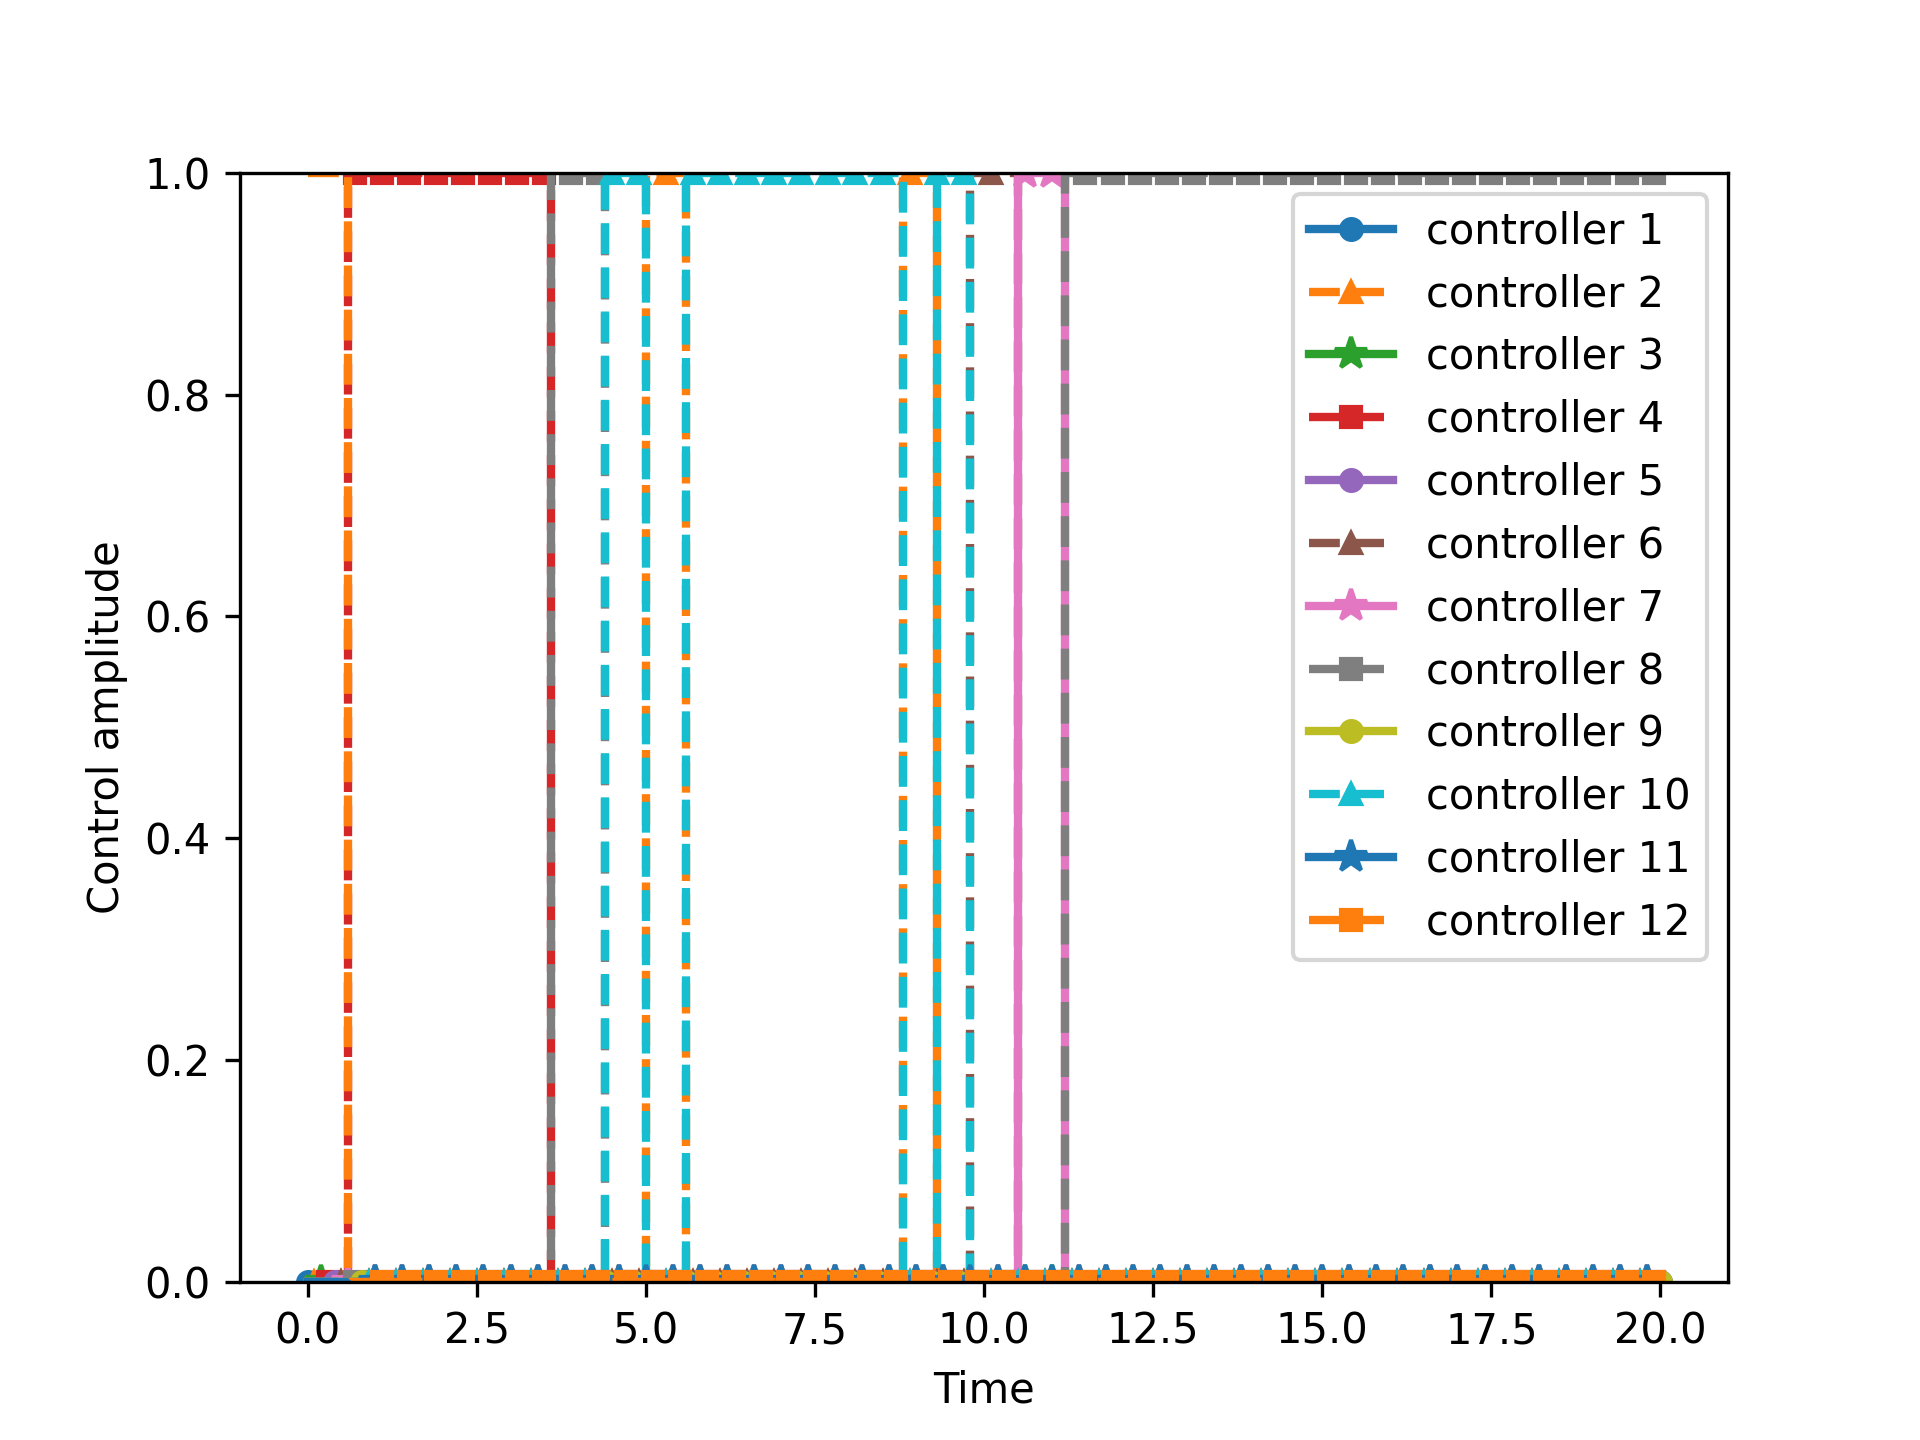 1.0
0.8
0.6
0.4
0.2
0.0
Control amplitude
controller 1
controller 2
controller 3
controller 4
controller 5
controller 6
controller 7
controller 8
controller 9
controller 10
controller 11
controller 12
0.0 2.5 5.0 7.5 10.0 12.5 15.0 17.5 20.0
Time